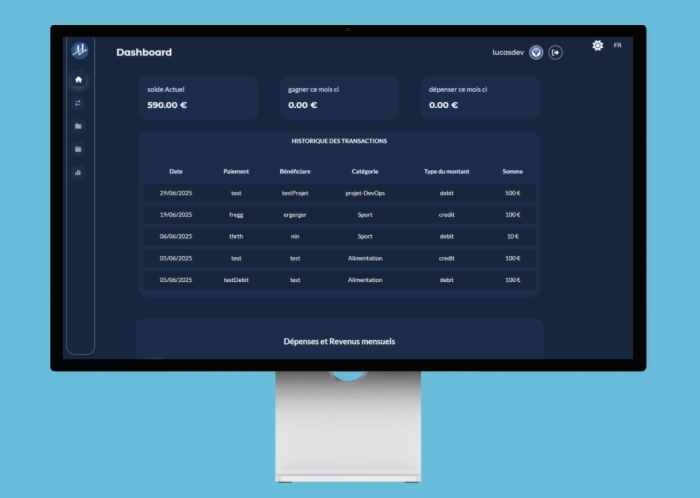 Dashboard
lucasdev
FR
solde Actuel
590.00 €
gagner ce mois ci
0.00 €
dépenser ce mois ci
0.00 €
HISTORIQUE DES TRANSACTIONS
Date Paiement Bénéficiare Catégorie Type du montant Somme
29/06/2025 test testProjet projet-DevOps debit 500 €
19/06/2025 fregg ergerger Sport credit 100 €
06/06/2025 thrth nin Sport debit 10 €
05/06/2025 test test Alimentation credit 100 €
05/06/2025 testDebit test Alimentation debit 100 €
Dépenses et Revenus mensuels